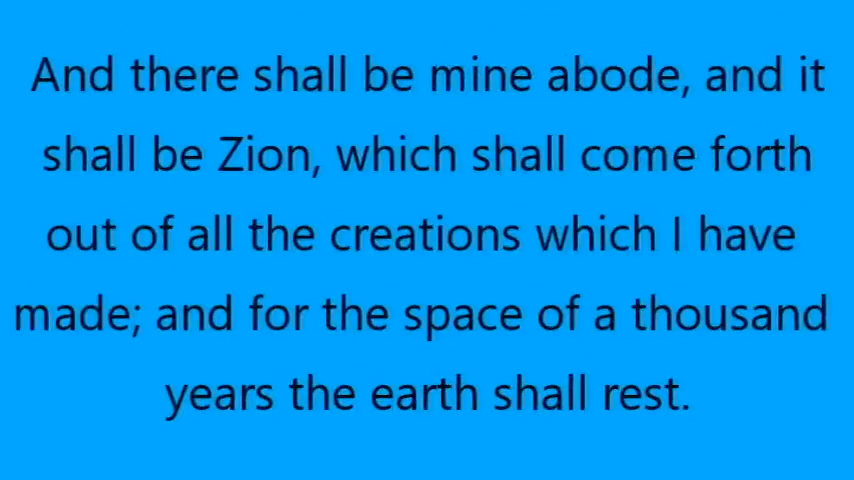 And there shall be mine abode, and it
shall be Zion, which shall come forth
out of all the creations which I have
made; and for the space of a thousand
years the earth shall rest.